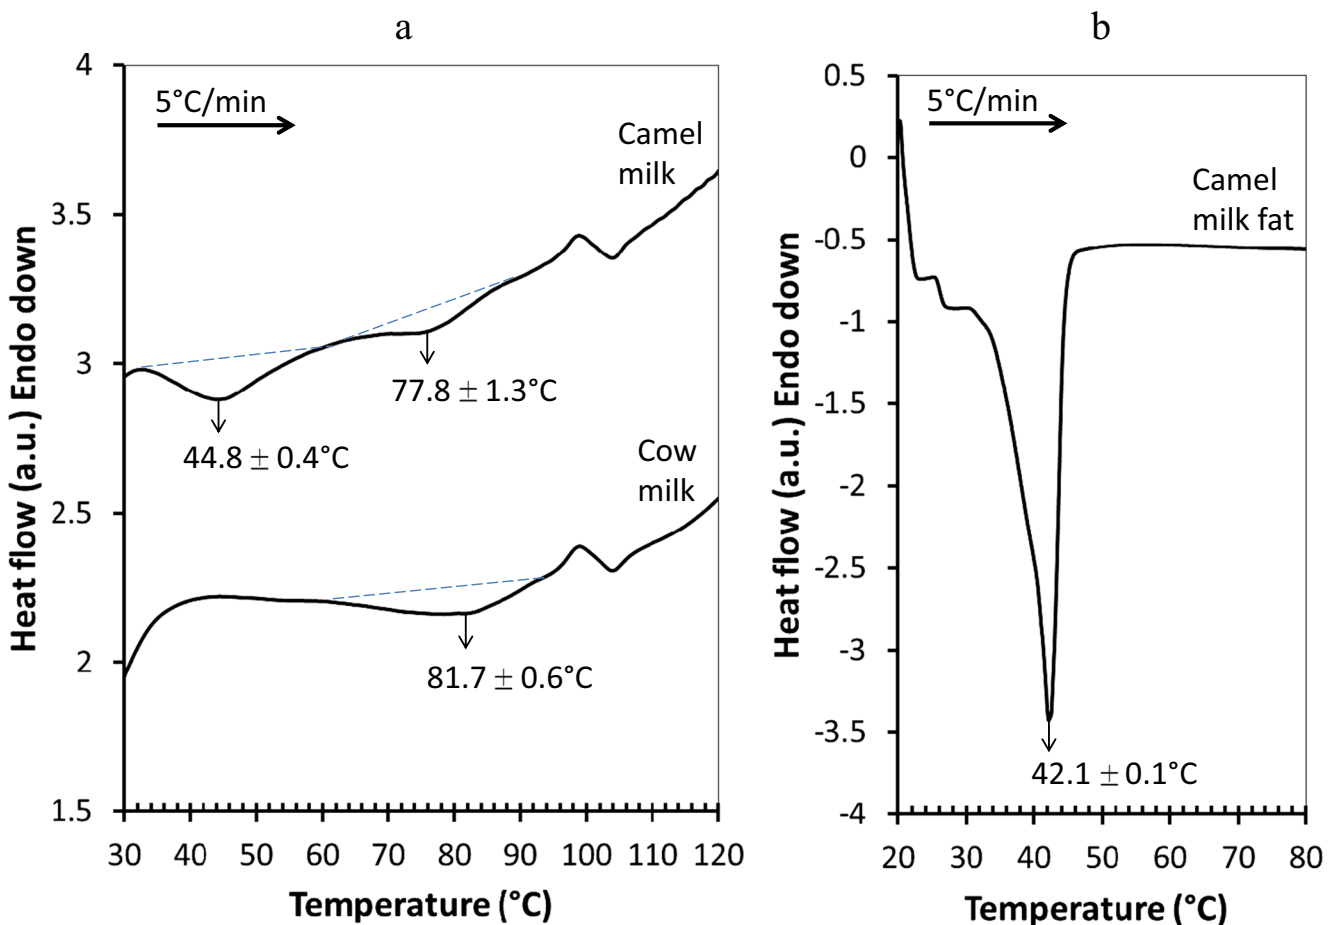 a
4
3.5
3
2.5
2
1.5
Heat flow (a.u.) Endo down
5°C/min
Camel
milk
77.8 ± 1.3°C
44.8 ± 0.4°C
Cow
milk
81.7 ± 0.6°C
30 40 50 60 70 80 90 100 110 120
Temperature (°C)
b
0.5
0
-0.5
-1
-1.5
-2
-2.5
-3
-3.5
-4
Heat flow (a.u.) Endo down
5°C/min
Camel
milk fat
42.1 ± 0.1°C
20 30 40 50 60 70 80
Temperature (°C)